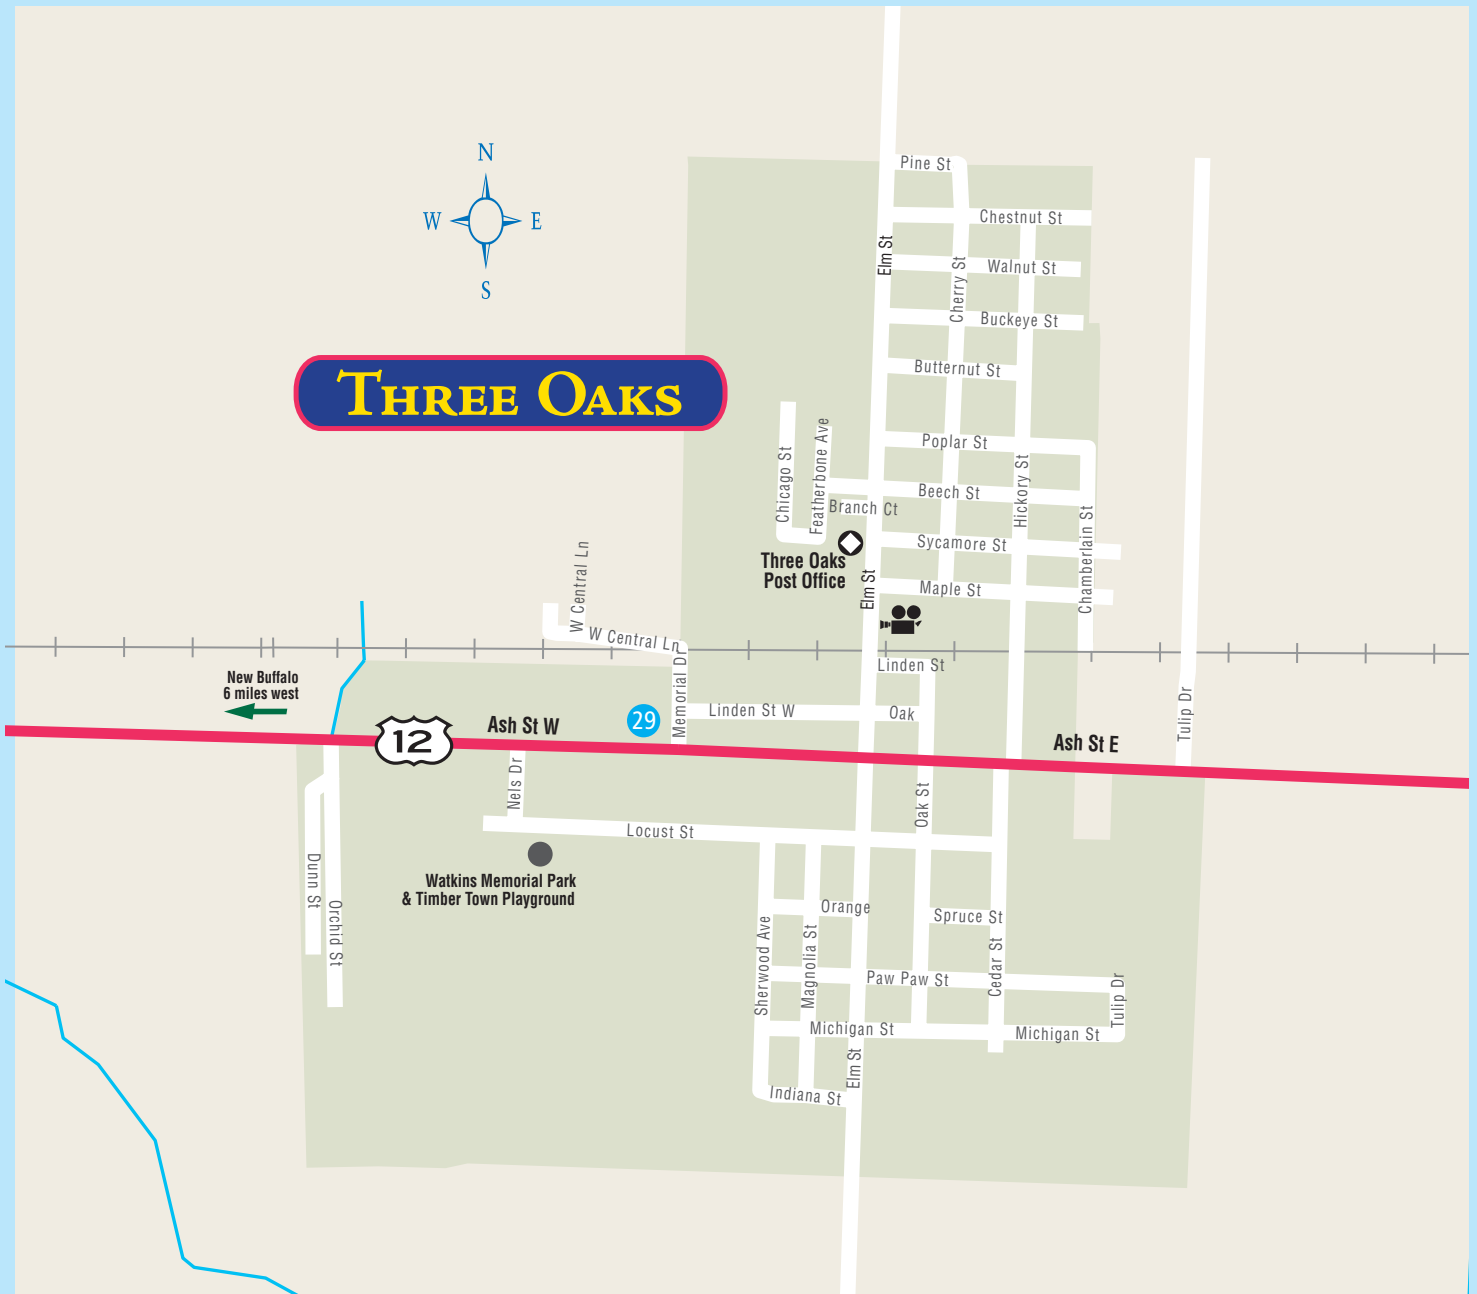 N
W
E
S
Three Oaks
Pine St
Chestnut St
Elm St
Cherry St
Walnut St
Buckeye St
Butternut St
Poplar St
Chicago St
Featherbone Ave
Hickory St
Beech St
Branch Ct
Chamberlain St
Sycamore St
Three Oaks
Post Office
Elm St
Maple St
W Central Ln
W Central Ln
Memorial Dr
Linden St
New Buffalo
6 miles west
29
Linden St W
Oak
Tulip Dr
12
Ash St W
Ash St E
Nels Dr
Oak St
Locust St
Dunn St
Orchid St
Watkins Memorial Park
& Timber Town Playground
Orange
Spruce St
Sherwood Ave
Magnolia St
Cedar St
Paw Paw St
Tulip Dr
Michigan St
Michigan St
Elm St
Indiana St